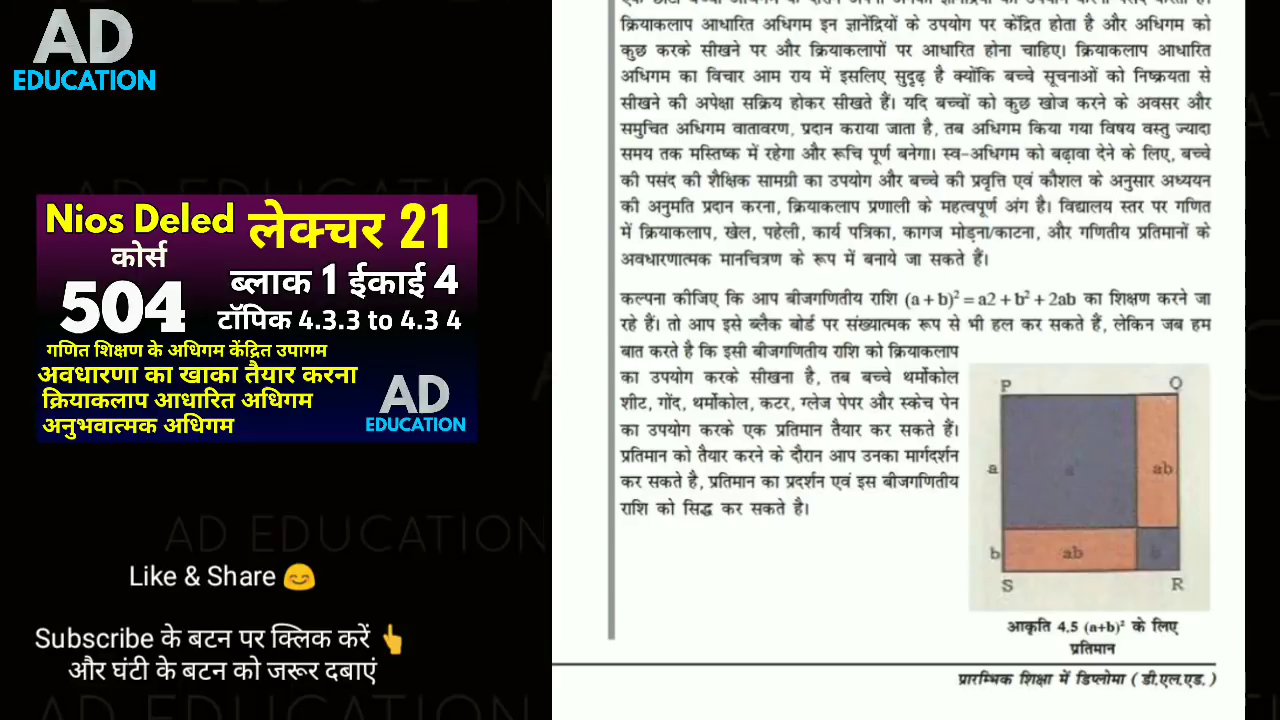 AD
EDUCATION
Nios Deled लेक्चर 21
कोर्स
504
ब्लाक 1 ईकाई 4
टॉपिक 4.3.3 to 4.3 4
गणित शिक्षण के अधिगम केंद्रित उपागम
अवधारणा का खाका तैयार करना
क्रियाकलाप आधारित अधिगम
अनुभवात्मक अधिगम
AD
EDUCATION
AD EDUCATION
Like & Share 😊
Subscribe के बटन पर क्लिक करें 👆
और घंटी के बटन को जरूर दबाएं
क्रियाकलाप आधारित अधिगम इन ज्ञानेंद्रियों के उपयोग पर केंद्रित होता है और अधिगम को
कुछ करके सीखने पर और क्रियाकलापों पर आधारित होना चाहिए। क्रियाकलाप आधारित
अधिगम का विचार आम राय में इसलिए सुदृढ़ है क्योंकि बच्चे सूचनाओं को निष्क्रयता से
सीखने की अपेक्षा सक्रिय होकर सीखते हैं। यदि बच्चों को कुछ खोज करने के अवसर और
समुचित अधिगम वातावरण, प्रदान कराया जाता है, तब अधिगम किया गया विषय वस्तु ज्यादा
समय तक मस्तिष्क में रहेगा और रूचि पूर्ण बनेगा। स्व-अधिगम को बढ़ावा देने के लिए, बच्चे
की पसंद की शैक्षिक सामग्री का उपयोग और बच्चे की प्रवृत्ति एवं कौशल के अनुसार अध्ययन
की अनुमति प्रदान करना, क्रियाकलाप प्रणाली के महत्वपूर्ण अंग है। विद्यालय स्तर पर गणित
में क्रियाकलाप, खेल, पहेली, कार्य पत्रिका, कागज मोड़ना/काटना, और गणितीय प्रतिमानों के
अवधारणात्मक मानचित्रण के रूप में बनाये जा सकते हैं।
कल्पना कीजिए कि आप बीजगणितीय राशि (a+b)² = a2 + b² + 2ab का शिक्षण करने जा
रहे हैं। तो आप इसे ब्लैक बोर्ड पर संख्यात्मक रूप से भी हल कर सकते हैं, लेकिन जब हम
बात करते है कि इसी बीजगणितीय राशि को क्रियाकलाप
का उपयोग करके सीखना है, तब बच्चे थर्मोकोल
शीट, गोंद, थर्मोकोल, कटर, ग्लेज पेपर और स्केच पेन
का उपयोग करके एक प्रतिमान तैयार कर सकते हैं।
प्रतिमान को तैयार करने के दौरान आप उनका मार्गदर्शन
कर सकते है, प्रतिमान का प्रदर्शन एवं इस बीजगणितीय
राशि को सिद्ध कर सकते है।
P Q
a ab
b ab
S R
आकृति 4.5 (a+b)² के लिए
प्रतिमान
प्रारम्भिक शिक्षा में डिप्लोमा ( डी.एल.एड. )